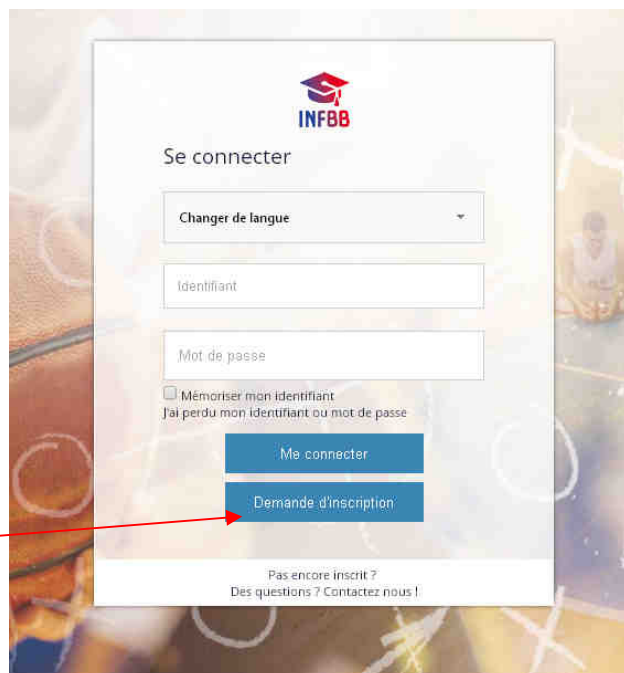 INFBB
Se connecter
Changer de langue
Identifiant
Mot de passe
Mémoriser mon identifiant
J'ai perdu mon identifiant ou mot de passe
Me connecter
Demande d'inscription
Pas encore inscrit ?
Des questions ? Contactez nous !